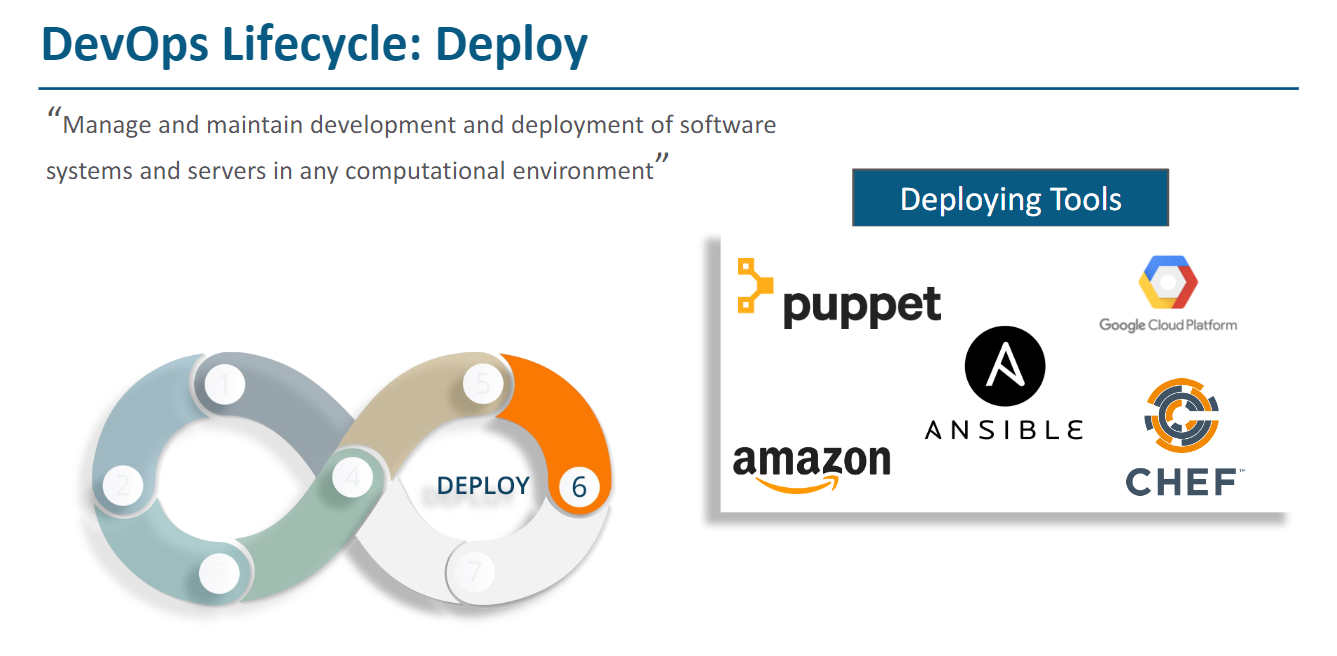 DevOps Lifecycle: Deploy
“Manage and maintain development and deployment of software
systems and servers in any computational environment”
Deploying Tools
puppet
Google Cloud Platform
ANSIBLE
amazon
CHEF™
1
2
3
4
5
DEPLOY
6
7